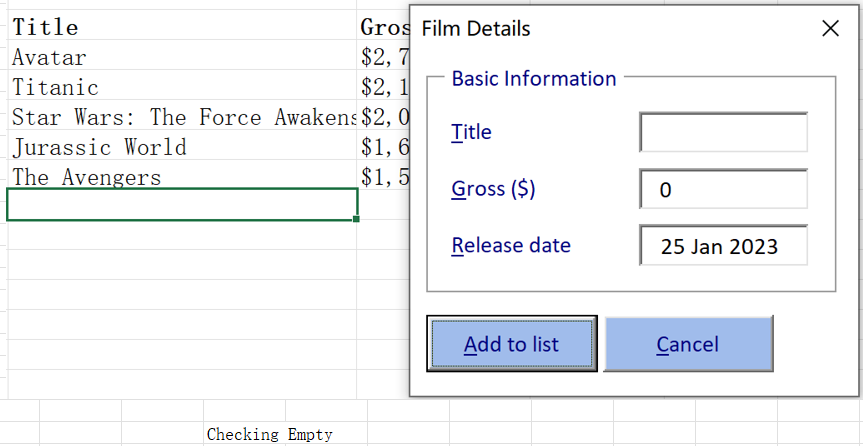 Title Gros
Avatar $2,7
Titanic $2,1
Star Wars: The Force Awakens $2,0
Jurassic World $1,6
The Avengers $1,5
Film Details
Basic Information
Title
Gross ($) 0
Release date 25 Jan 2023
Add to list Cancel
Checking Empty